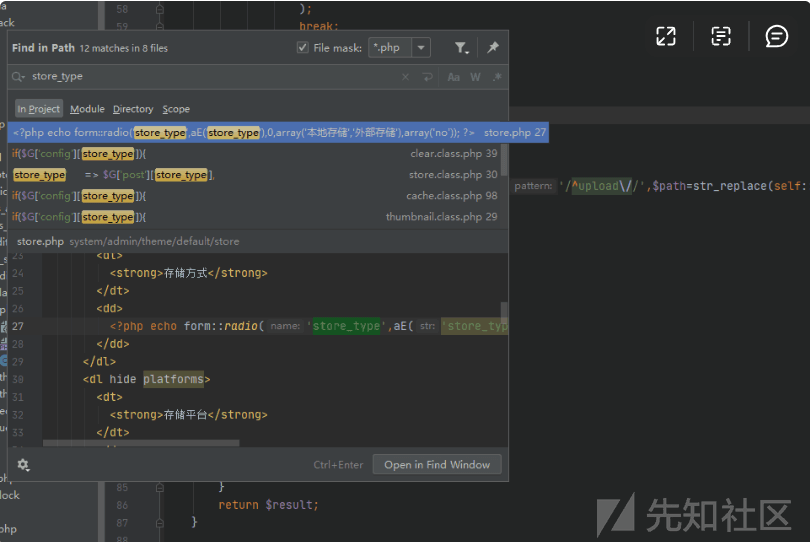 58
);
59
break;
ack
Find in Path 12 matches in 8 files
File mask: *.php
store_type
Aa W .*
In Project Module Directory Scope
<?php echo form::radio('store_type',aE('store_type'),0,array('本地存储','外部存储'),array('no')); ?> store.php 27
if($G['config']['store_type']){ clear.class.php 39
'store_type' => $G['post']['store_type'], store.class.php 30
if($G['config']['store_type']){ cache.class.php 98
if($G['config']['store_type']){ thumbnail.class.php 29
pattern: '/^upload\//',$path=str_replace(self:
store.php system/admin/theme/default/store
23 <dt>
24 <strong>存储方式</strong>
25 </dt>
26 <dd>
27 <?php echo form::radio( name: 'store_type',aE( str: 'store_typ
28 </dd>
29 </dl>
30 <dl hide platforms>
31 <dt>
32 <strong>存储平台</strong>
33 </dt>
Ctrl+Enter Open in Find Window
85 }
86 return $result;
lock
87 }
php
88
先知社区